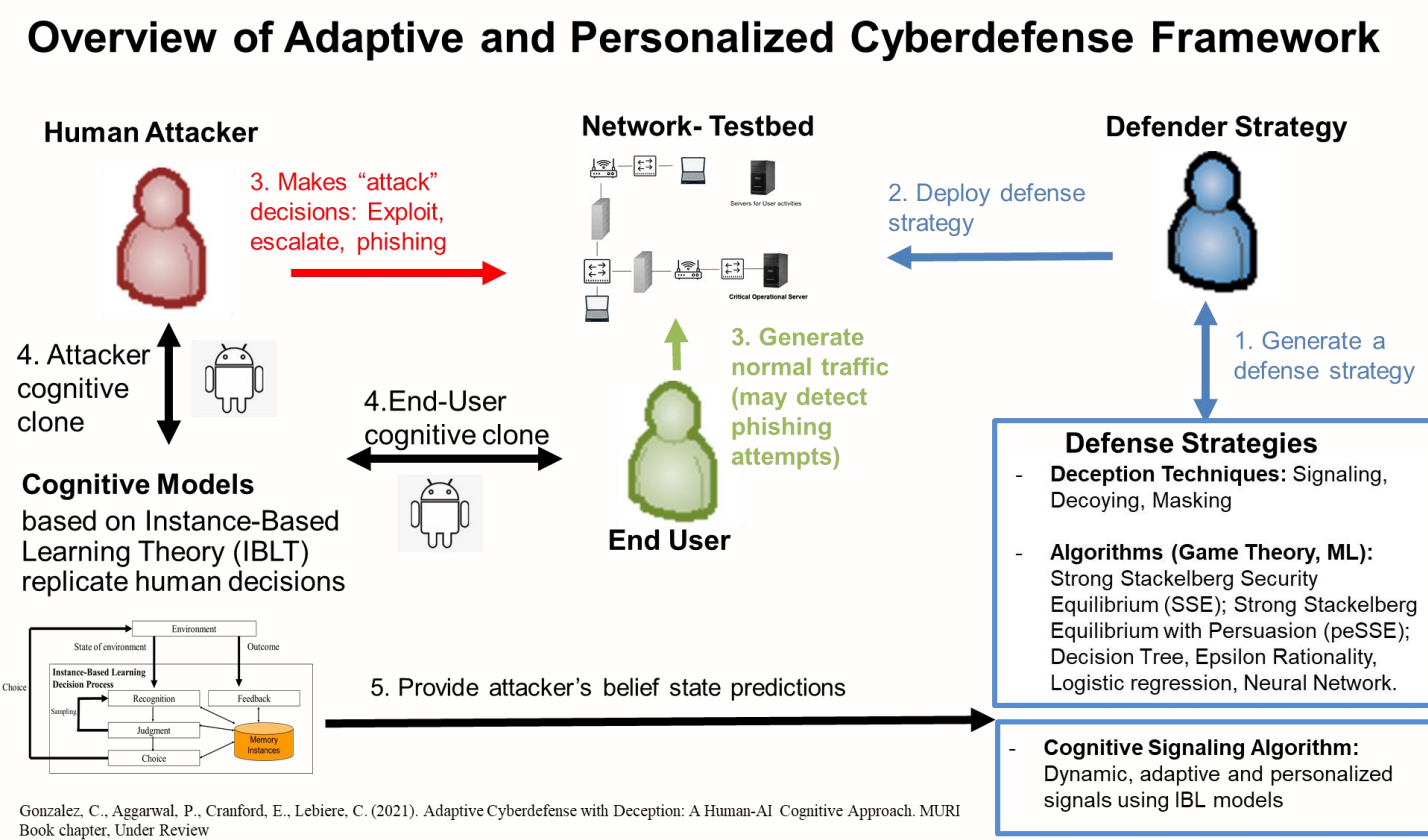 Overview of Adaptive and Personalized Cyberdefense Framework
Human Attacker
Network- Testbed
Defender Strategy
3. Makes “attack”
decisions: Exploit,
escalate, phishing
Servers for User activities
Critical Operational Server
2. Deploy defense
strategy
4. Attacker
cognitive
clone
4.End-User
cognitive clone
3. Generate
normal traffic
(may detect
phishing
attempts)
1. Generate a
defense strategy
End User
Cognitive Models
based on Instance-Based
Learning Theory (IBLT)
replicate human decisions
Defense Strategies
- Deception Techniques: Signaling,
Decoying, Masking
- Algorithms (Game Theory, ML):
Strong Stackelberg Security
Equilibrium (SSE); Strong Stackelberg
Equilibrium with Persuasion (peSSE);
Decision Tree, Epsilon Rationality,
Logistic regression, Neural Network.
Environment
State of environment
Outcome
Choice
Instance-Based Learning
Decision Process
Recognition
Feedback
Sampling
Judgment
Memory
Instances
Choice
5. Provide attacker’s belief state predictions
- Cognitive Signaling Algorithm:
Dynamic, adaptive and personalized
signals using IBL models
Gonzalez, C., Aggarwal, P., Cranford, E., Lebiere, C. (2021). Adaptive Cyberdefense with Deception: A Human-AI Cognitive Approach. MURI
Book chapter, Under Review